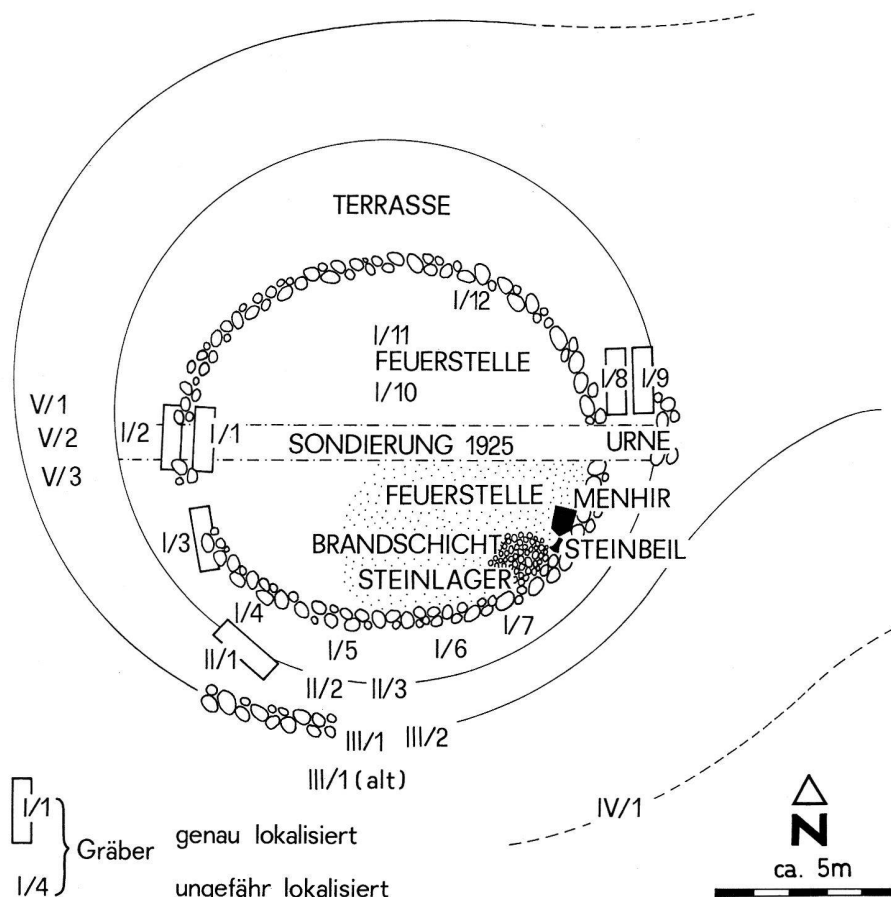 TERRASSE
I/12
I/11
FEUERSTELLE
I/10
I/8
I/9
V/1
V/2
V/3
I/2
I/1
SONDIERUNG 1925
URNE
FEUERSTELLE
MENHIR
I/3
BRANDSCHICHT
STEINBEIL
STEINLAGER
I/4
I/7
I/5
I/6
II/1
II/2
II/3
III/1
III/2
III/1 (alt)
IV/1
I/1
Gräber
genau lokalisiert
I/4
ungefähr lokalisiert
N
ca. 5m